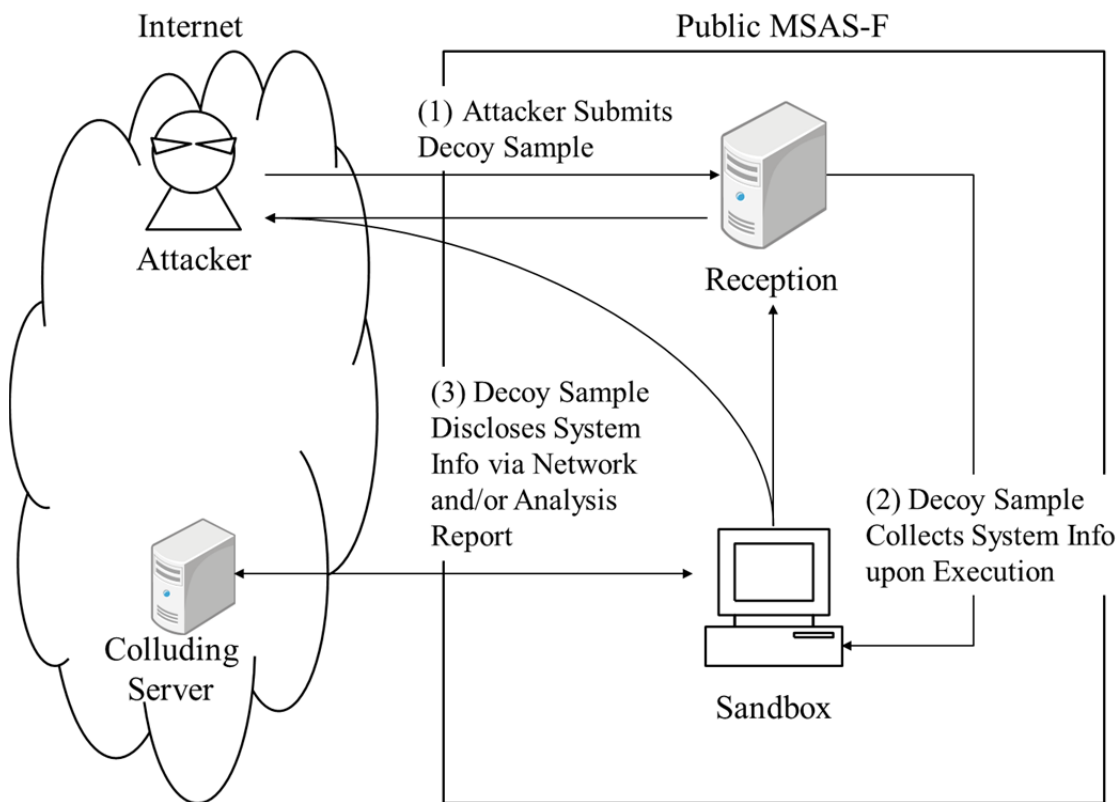 Internet
Public MSAS-F
(1) Attacker Submits
Decoy Sample
Attacker
Reception
(3) Decoy Sample
Discloses System
Info via Network
and/or Analysis
Report
(2) Decoy Sample
Collects System Info
upon Execution
Colluding
Server
Sandbox